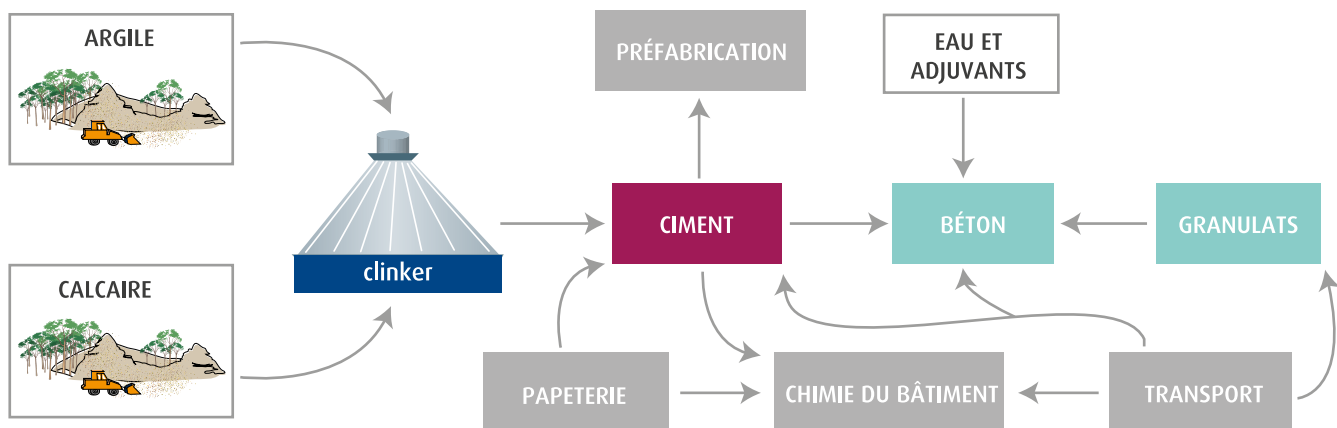 ARGILE
PRÉFABRICATION
EAU ET
ADJUVANTS
CIMENT
BÉTON
GRANULATS
clinker
CALCAIRE
PAPETERIE
CHIMIE DU BÂTIMENT
TRANSPORT